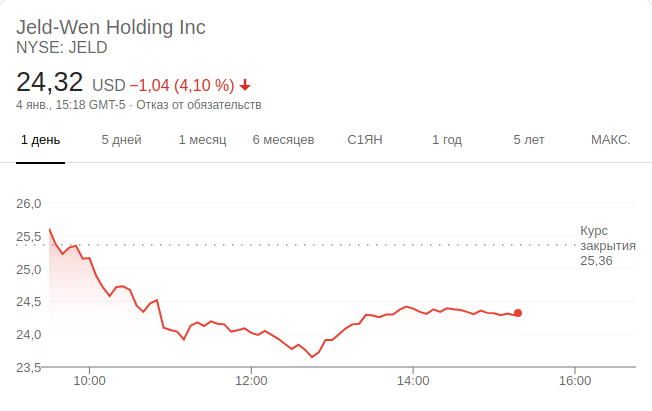 Jeld-Wen Holding Inc
NYSE: JELD
24,32 USD −1,04 (4,10 %)
4 янв., 15:18 GMT-5 · Отказ от обязательств
1 день 5 дней 1 месяц 6 месяцев С1ЯН 1 год 5 лет МАКС.
26,0
25,5
25,0
24,5
24,0
23,5
Курс
закрытия
25,36
10:00 12:00 14:00 16:00